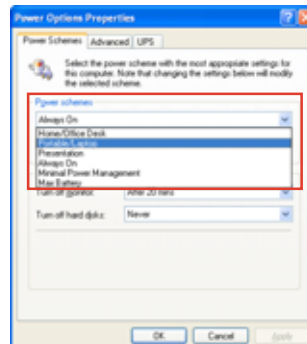 Power Options Properties
Power Schemes Advanced UPS
Select the power scheme with the most appropriate settings for
this computer. Note that changing the settings below will modify
the selected scheme.
Power schemes
Always On
Home/Office Desk
Portable/Laptop
Presentation
Always On
Minimal Power Management
Max Battery
Turn off monitor: After 20 mins
Turn off hard disks: Never
OK Cancel Apply